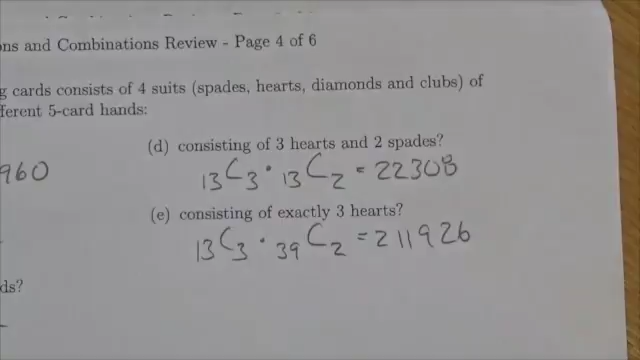 ons and Combinations Review - Page 4 of 6
g cards consists of 4 suits (spades, hearts, diamonds and clubs) of
ferent 5-card hands:
(d) consisting of 3 hearts and 2 spades?
960
13C3 · 13C2 = 22308
(e) consisting of exactly 3 hearts?
13C3 · 39C2 = 211926
ds?